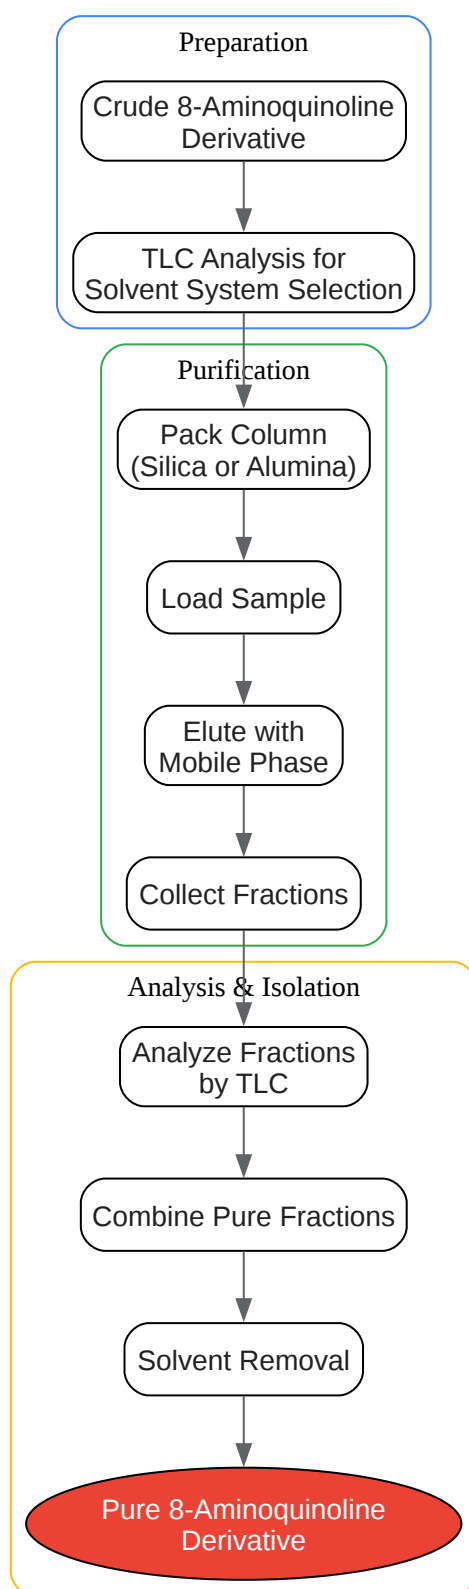 Preparation
Crude 8-Aminoquinoline
Derivative
TLC Analysis for
Solvent System Selection
Purification
Pack Column
(Silica or Alumina)
Load Sample
Elute with
Mobile Phase
Collect Fractions
Analysis & Isolation
Analyze Fractions
by TLC
Combine Pure Fractions
Solvent Removal
Pure 8-Aminoquinoline
Derivative